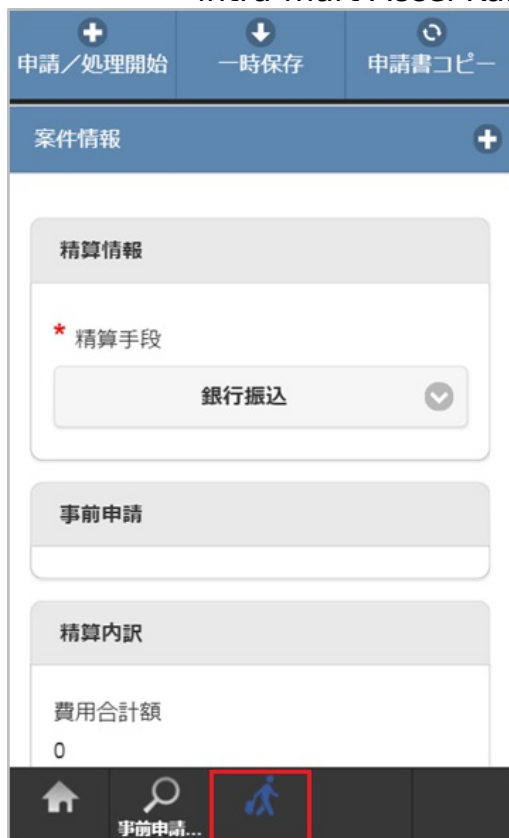 申請／処理開始
一時保存
申請書コピー
案件情報
精算情報
* 精算手段
銀行振込
事前申請
精算内訳
費用合計額
0
事前申請...